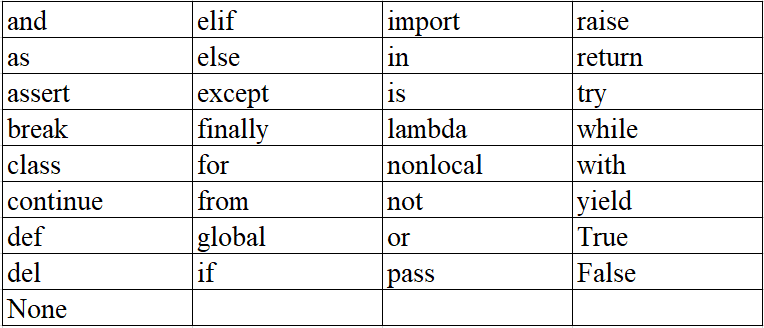 and elif import raise
as else in return
assert except is try
break finally lambda while
class for nonlocal with
continue from not yield
def global or True
del if pass False
None